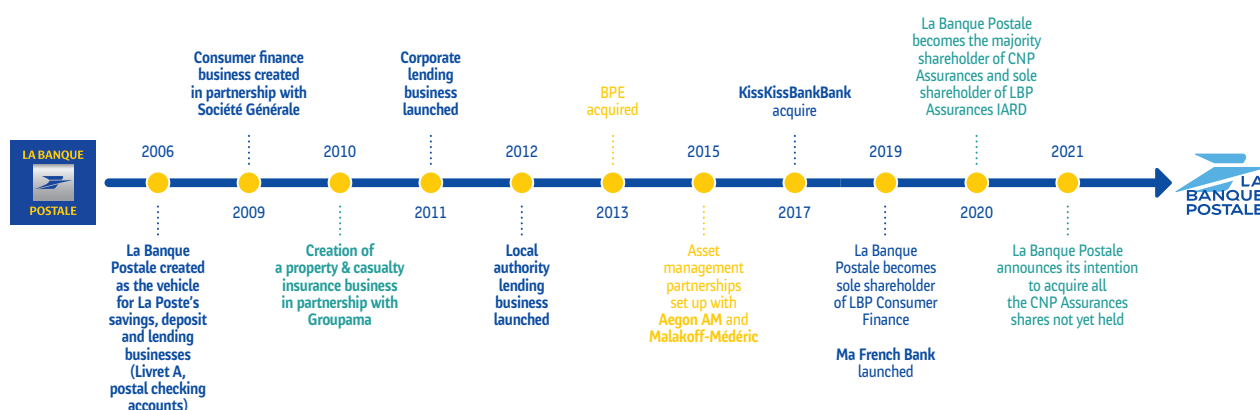 LA BANQUE
POSTALE
2006
La Banque
Postale created
as the vehicle
for La Poste's
savings, deposit
and lending
businesses
(Livret A,
postal checking
accounts)
Consumer finance
business created
in partnership with
Société Générale
2009
2010
Creation of
a property & casualty
insurance business
in partnership with
Groupama
Corporate
lending
business
launched
2011
2012
Local
authority
lending
business
launched
BPE
acquired
2013
2015
Asset
management
partnerships
set up with
Aegon AM and
Malakoff-Médéric
KissKissBankBank
acquire
2017
2019
La Banque
Postale becomes
sole shareholder
of LBP Consumer
Finance
Ma French Bank
launched
La Banque Postale
becomes the majority
shareholder of CNP
Assurances and sole
shareholder of LBP
Assurances IARD
2020
2021
La Banque Postale
announces its intention
to acquire all
the CNP Assurances
shares not yet held
LA
BANQUE
POSTALE